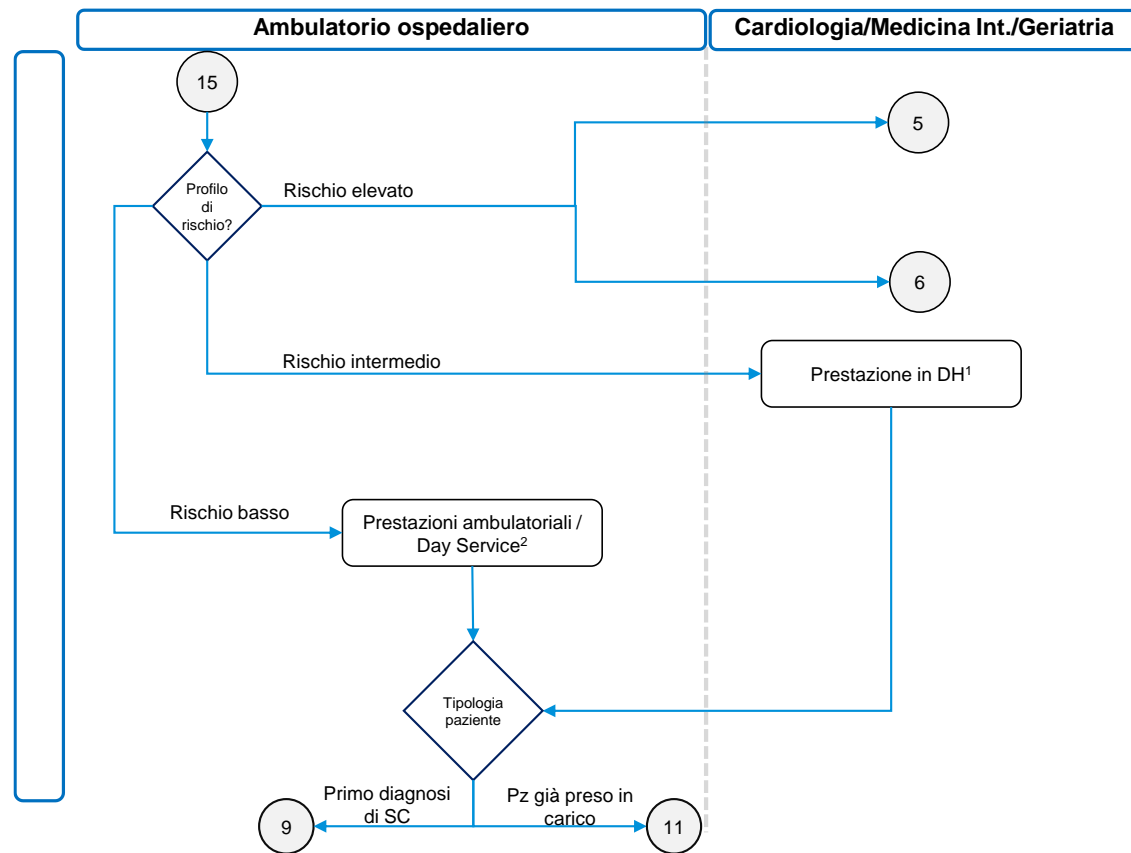 Ambulatorio ospedaliero
Cardiologia/Medicina Int./Geriatria
15
5
Profilo
di
rischio?
Rischio elevato
6
Rischio intermedio
Prestazione in DH¹
Rischio basso
Prestazioni ambulatoriali /
Day Service²
Tipologia
paziente
Primo diagnosi
di SC
Pz già preso in
carico
9
11